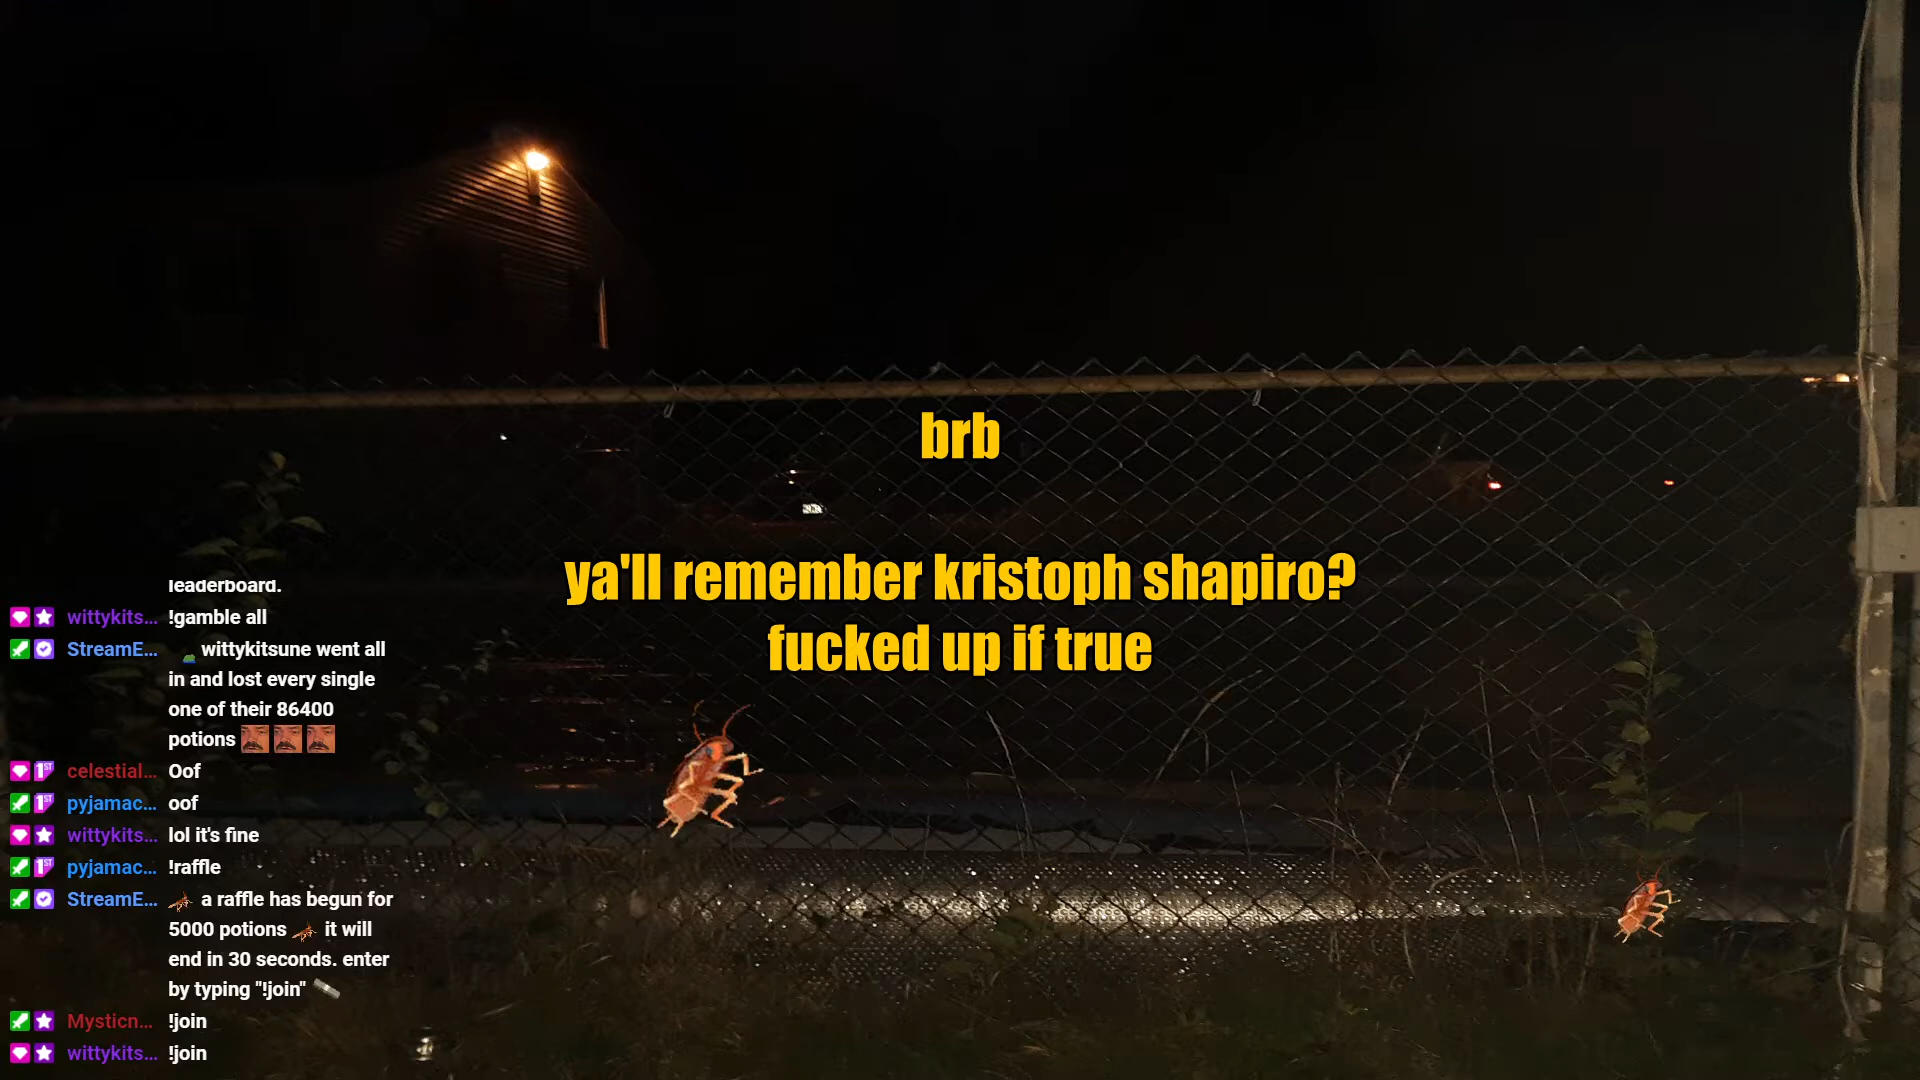 brb
ya'll remember kristoph shapiro?
fucked up if true
leaderboard.
wittykits... !gamble all
StreamE... wittykitsune went all
in and lost every single
one of their 86400
potions
celestial... Oof
pyjamac... oof
wittykits... lol it's fine
pyjamac... !raffle
StreamE... a raffle has begun for
5000 potions it will
end in 30 seconds. enter
by typing "!join"
Mysticn... !join
wittykits... !join